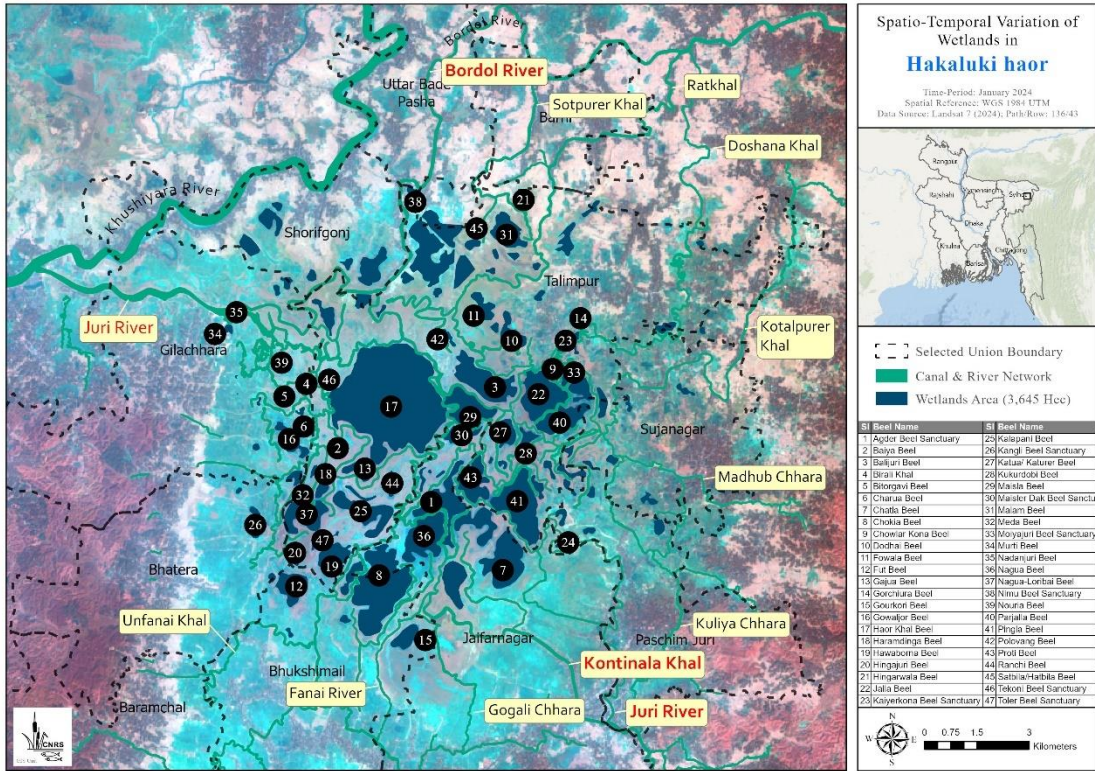 Bordol River
Bordol River
Uttar Bade
Pasha
Ratkhal
Sotpurer Khal
Barni
Doshana Khal
Khushiyara River
38
21
45
31
Shorifgonj
Talimpur
Juri River
35
34
Gilachhara
11
14
42
10
23
Kotalpurer
Khal
39
46
4
5
9
33
3
22
17
29
40
6
16
30
27
Sujanagar
2
28
13
18
44
43
Madhub Chhara
32
37
25
1
41
26
47
36
24
20
19
8
7
Bhatera
12
Unfanai Khal
15
Jaifarnagar
Paschim Juri
Kuliya Chhara
Bhukshimail
Kontinala Khal
Fanai River
Baramchal
Gogali Chhara
Juri River
CNRS
Spatio-Temporal Variation of
Wetlands in
Hakaluki haor
Time-Period: January 2024
Spatial Reference: WGS 1984 UTM
Data Source: Landsat 7 (2024); Path/Row: 136/43
Rangpur
Rajshahi
Mymensingh
Sylhet
Dhaka
Khulna
Barisal
Chittagong
Selected Union Boundary
Canal & River Network
Wetlands Area (3,645 Hec)
Sl Beel Name Sl Beel Name
1 Agder Beel Sanctuary 25 Kalapani Beel
2 Baiya Beel 26 Kangli Beel Sanctuary
3 Balijuri Beel 27 Katua/ Katurer Beel
4 Birali Khal 28 Kukurdobi Beel
5 Bitorgavi Beel 29 Maisla Beel
6 Charua Beel 30 Maisler Dak Beel Sanctu
7 Chatla Beel 31 Malam Beel
8 Chokia Beel 32 Meda Beel
9 Chowlar Kona Beel 33 Moiyajuri Beel Sanctuary
10 Dodhai Beel 34 Murti Beel
11 Fowala Beel 35 Nadanjuri Beel
12 Fut Beel 36 Nagua Beel
13 Gajua Beel 37 Nagua-Loribai Beel
14 Gorchiura Beel 38 Nimu Beel Sanctuary
15 Gourkori Beel 39 Nouria Beel
16 Gowaljor Beel 40 Parjalla Beel
17 Haor Khal Beel 41 Pingla Beel
18 Haramdinga Beel 42 Polovang Beel
19 Hawaborna Beel 43 Proti Beel
20 Hingajuri Beel 44 Ranchi Beel
21 Hingarwala Beel 45 Satbila/Hatbila Beel
22 Jalla Beel 46 Tekoni Beel Sanctuary
23 Kaiyerkona Beel Sanctuary 47 Toler Beel Sanctuary
N
W E
S
0 0.75 1.5 3
Kilometers